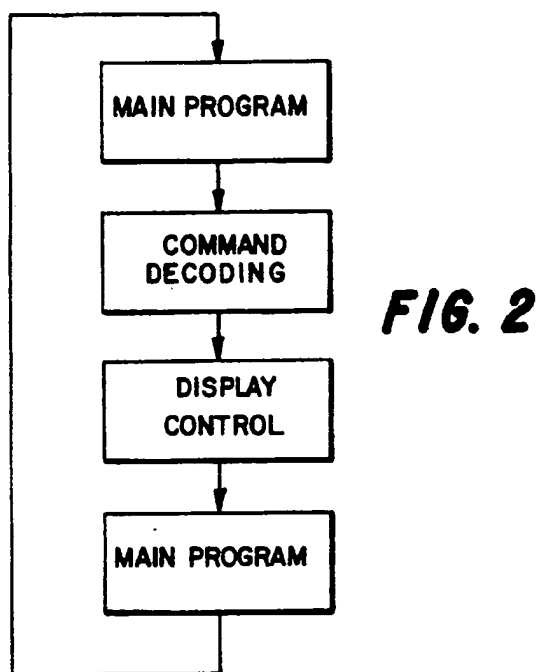 MAIN PROGRAM
COMMAND
DECODING
DISPLAY
CONTROL
MAIN PROGRAM
FIG. 2